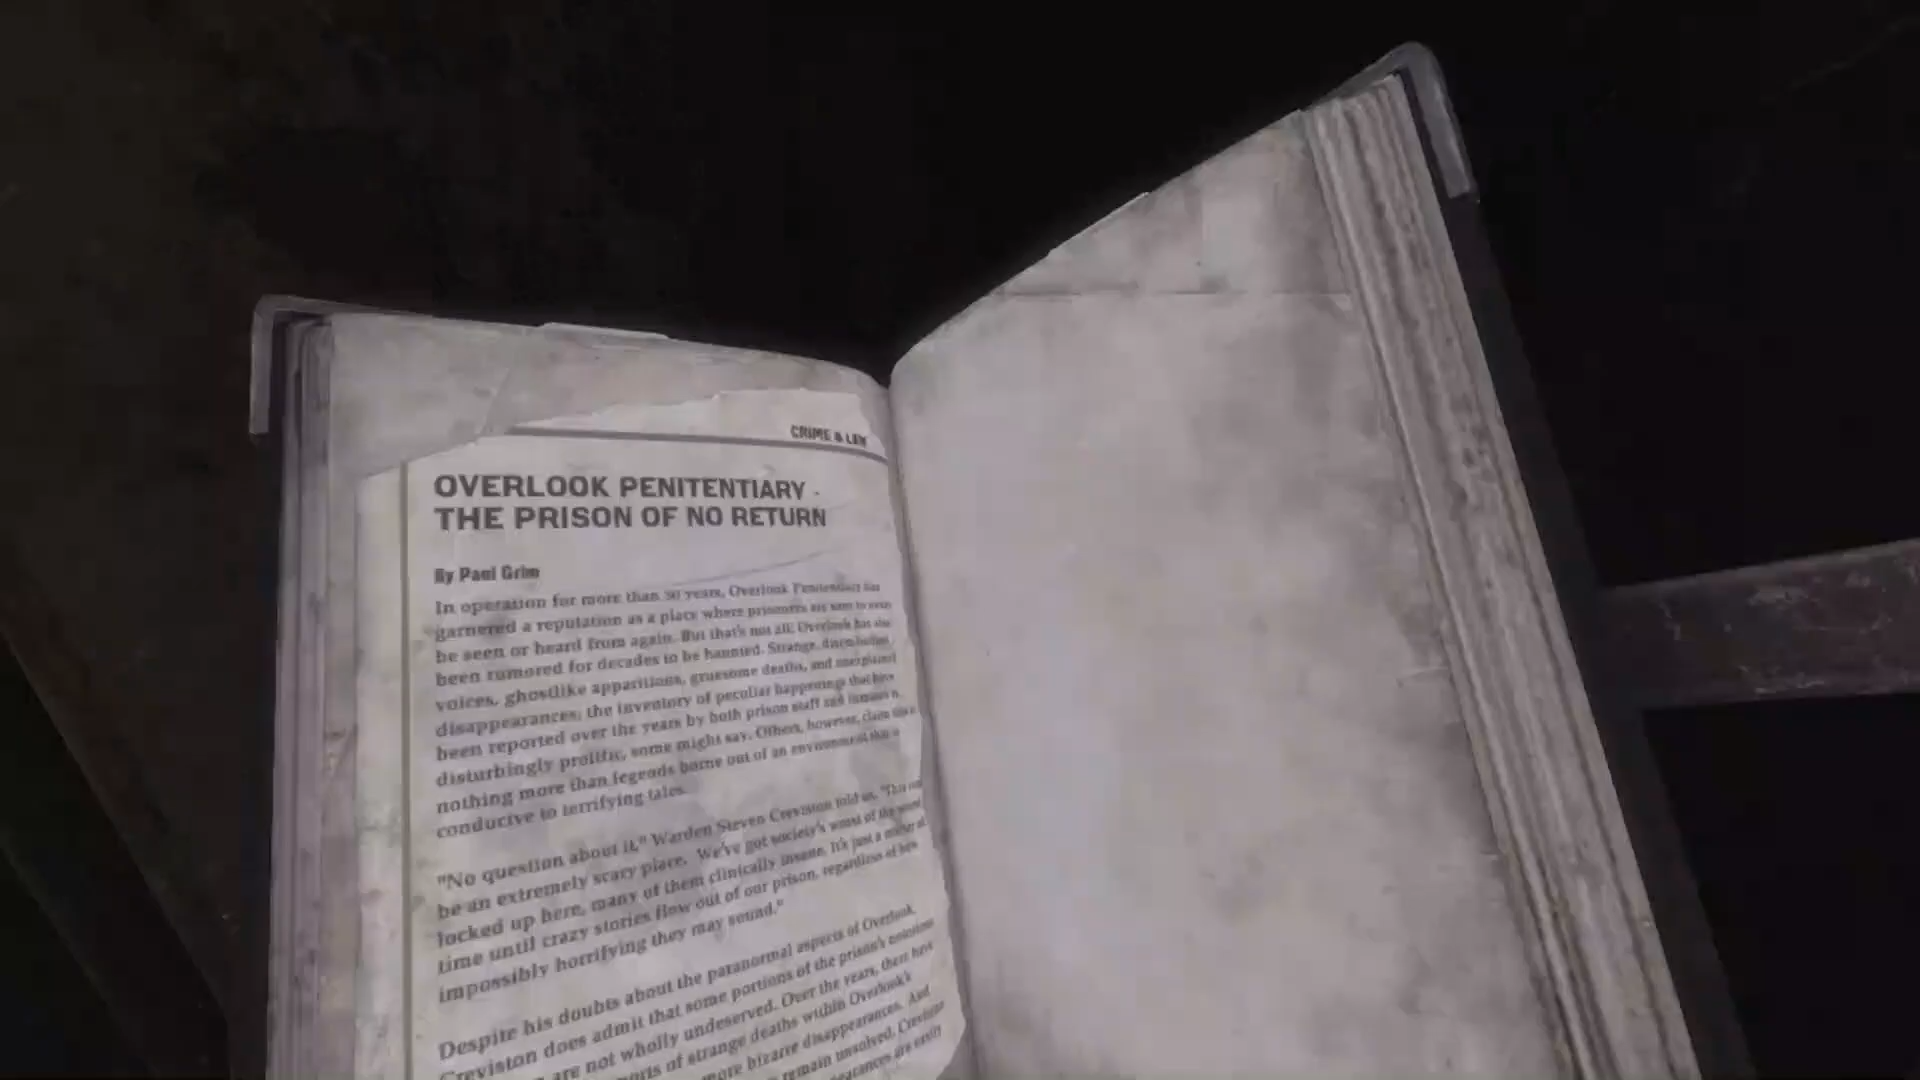 CRIME & LAW
OVERLOOK PENITENTIARY -
THE PRISON OF NO RETURN
By Paul Grim
In operation for more than 30 years, Overlook Penitentiary has
garnered a reputation as a place where prisoners are sent to never
be seen or heard from again. But that's not all; Overlook has also
been rumored for decades to be haunted. Strange, disembodied
voices, ghostlike apparitions, gruesome deaths, and unexplained
disappearances; the inventory of peculiar happenings that have
been reported over the years by both prison staff and inmates is
disturbingly prolific, some might say. Others, however, claim
nothing more than legends borne out of an environment that is
conducive to terrifying tales.
"No question about it," Warden Steven Creviston told us, "This can
be an extremely scary place. We've got society's worst of the worst
locked up here, many of them clinically insane. It's just a matter of
time until crazy stories flow out of our prison, regardless of how
impossibly horrifying they may sound."
Despite his doubts about the paranormal aspects of Overlook,
Creviston does admit that some portions of the prison's notorious
are not wholly undeserved. Over the years, there have
of strange deaths within Overlook's
more bizarre disappearances. And
remain unsolved, Creviston
are easily